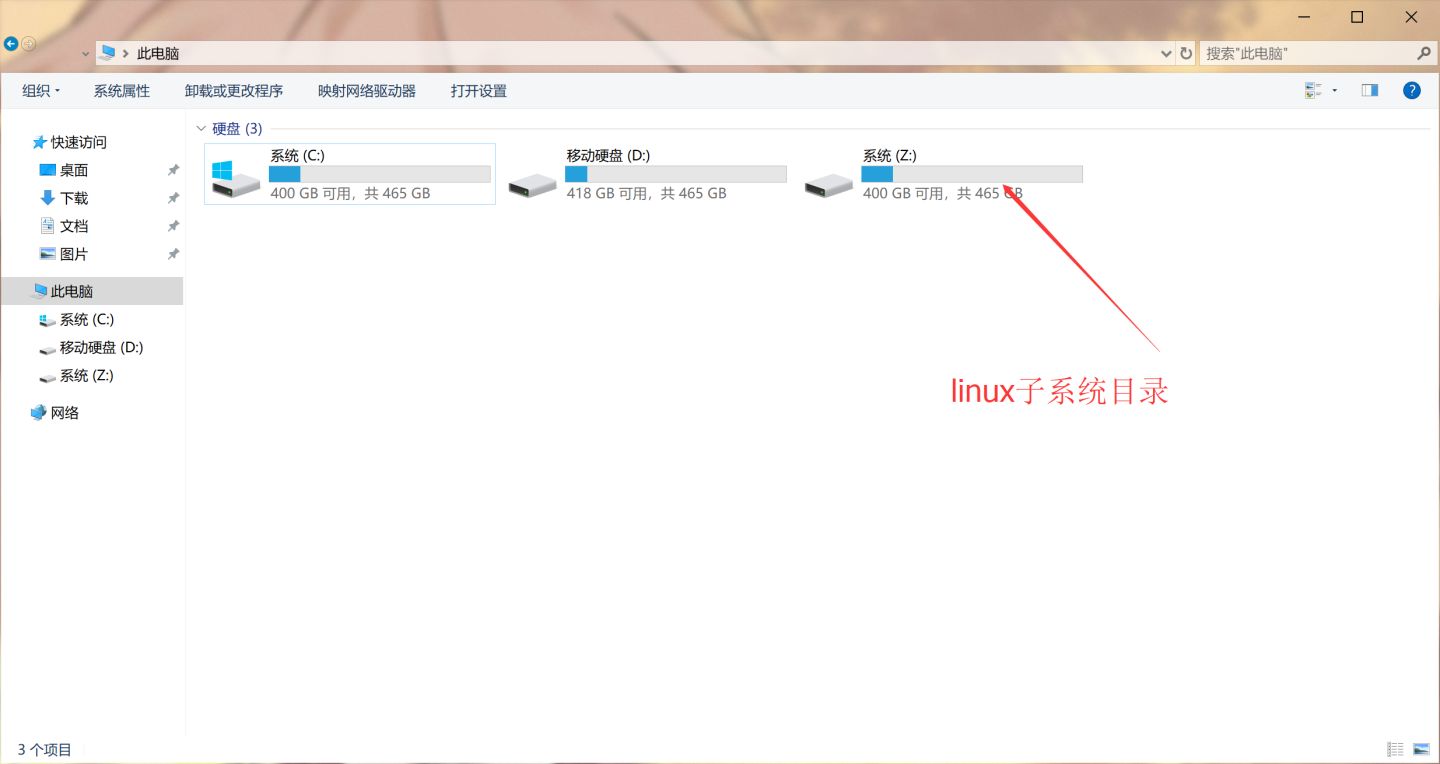 此电脑
搜索"此电脑"
组织
系统属性
卸载或更改程序
映射网络驱动器
打开设置
快速访问
桌面
下载
文档
图片
此电脑
系统 (C:)
移动硬盘 (D:)
系统 (Z:)
网络
硬盘 (3)
系统 (C:)
400 GB 可用，共 465 GB
移动硬盘 (D:)
418 GB 可用，共 465 GB
系统 (Z:)
400 GB 可用，共 465 GB
linux子系统目录
3 个项目